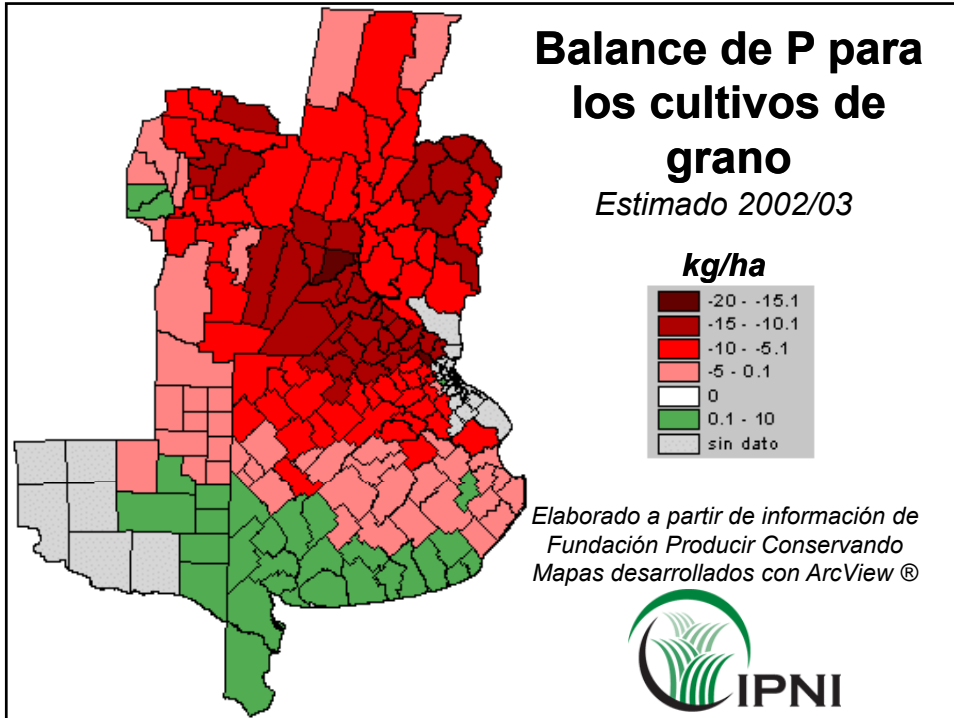 Balance de P para
los cultivos de
grano
Estimado 2002/03
kg/ha
-20 - -15.1
-15 - -10.1
-10 - -5.1
-5 - 0.1
0
0.1 - 10
sin dato
Elaborado a partir de información de
Fundación Producir Conservando
Mapas desarrollados con ArcView ®
IPNI